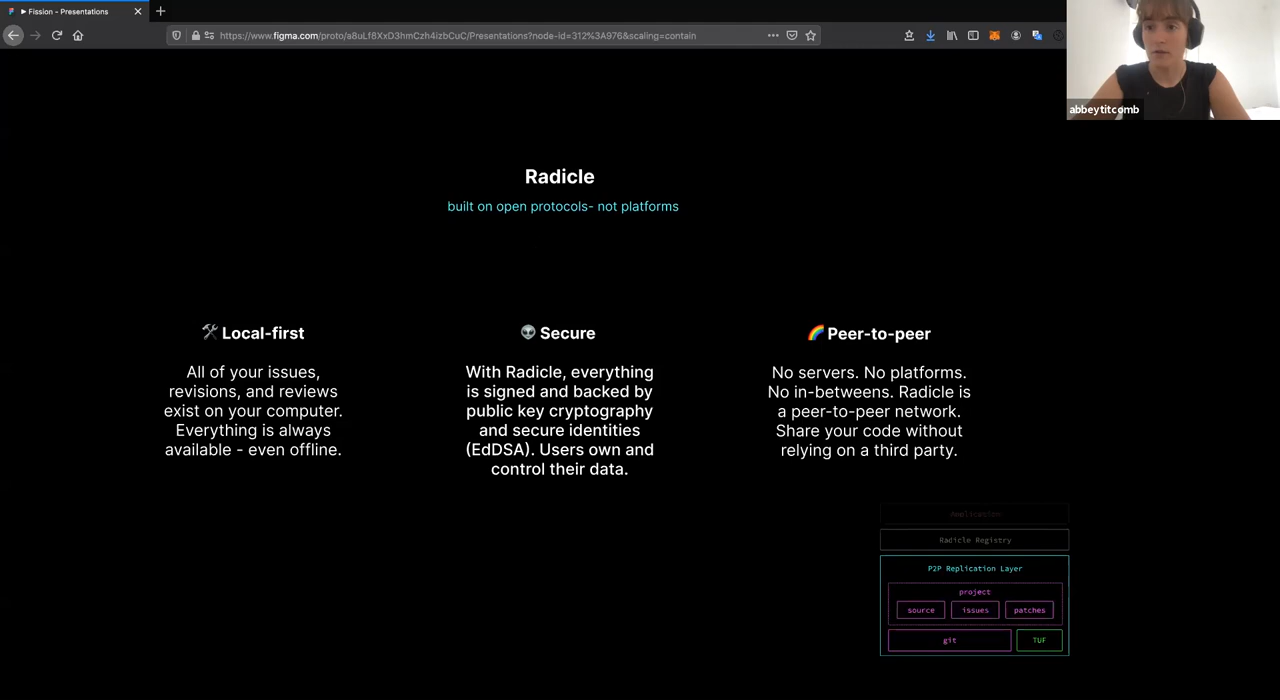 Fission - Presentations
https://www.figma.com/proto/a8uLf8XxO3hmCzh4izbCuC/Presentations?node-id=312%3A976&scaling=contain
abbeytitcomb
Radicle
built on open protocols- not platforms
Local-first
All of your issues,
revisions, and reviews
exist on your computer.
Everything is always
available - even offline.
Secure
With Radicle, everything
is signed and backed by
public key cryptography
and secure identities
(EdDSA). Users own and
control their data.
Peer-to-peer
No servers. No platforms.
No in-betweens. Radicle is
a peer-to-peer network.
Share your code without
relying on a third party.
Application
Radicle Registry
P2P Replication Layer
project
source issues patches
git TUF